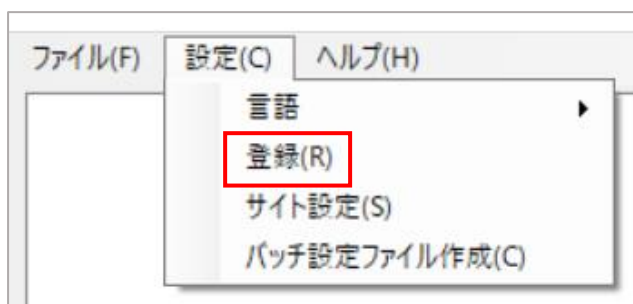 ファイル(F) 設定(C) ヘルプ(H)
言語
登録(R)
サイト設定(S)
バッチ設定ファイル作成(C)